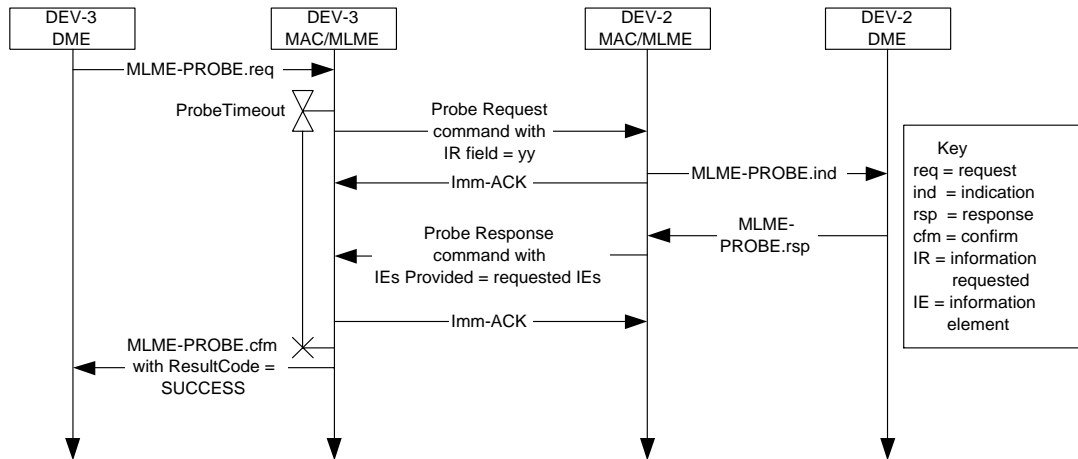 DEV-3
DME
DEV-3
MAC/MLME
DEV-2
MAC/MLME
DEV-2
DME
MLME-PROBE.req
ProbeTimeout
Probe Request
command with
IR field = yy
MLME-PROBE.ind
Imm-ACK
MLME-
PROBE.rsp
Probe Response
command with
IEs Provided = requested IEs
Imm-ACK
MLME-PROBE.cfm
with ResultCode =
SUCCESS
Key
req = request
ind = indication
rsp = response
cfm = confirm
IR = information
requested
IE = information
element